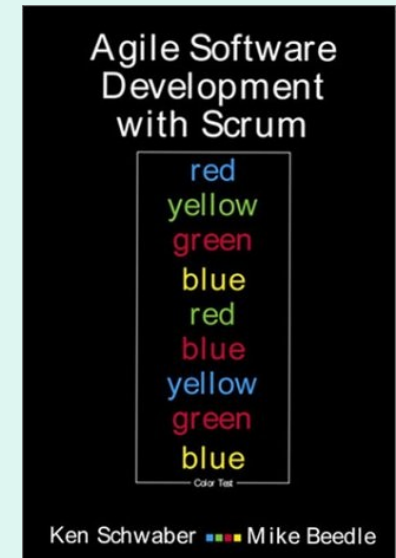 Agile Software
Development
with Scrum
red
yellow
green
blue
red
blue
yellow
green
blue
Color Test
Ken Schwaber Mike Beedle